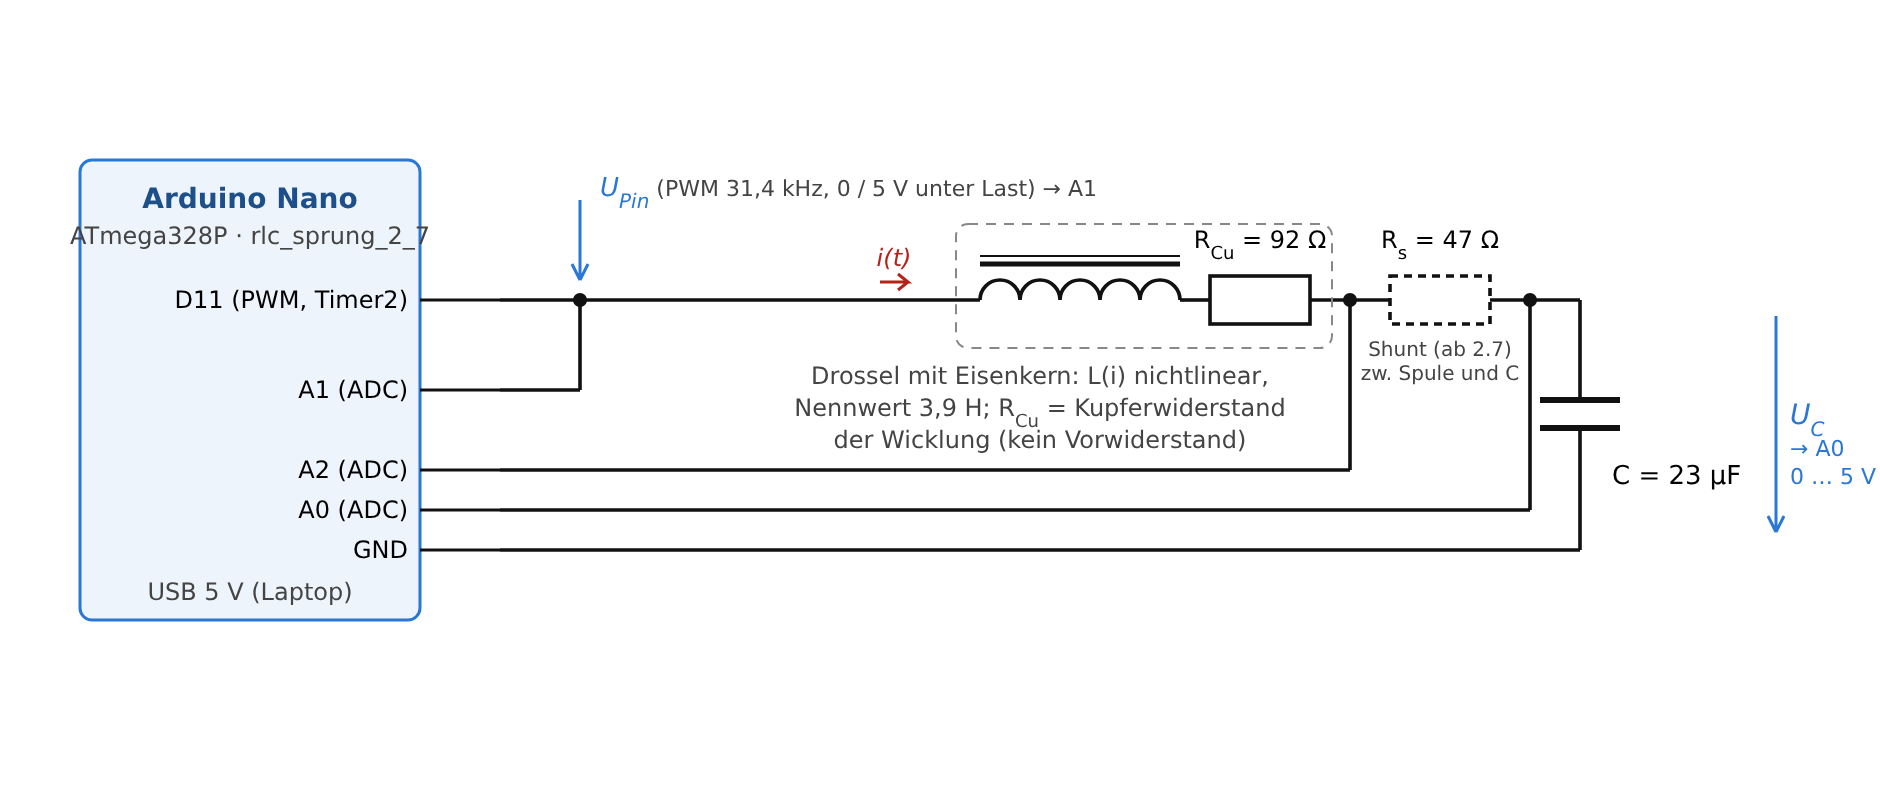 Arduino Nano
ATmega328P · rlc_sprung_2_7
D11 (PWM, Timer2)
A1 (ADC)
A2 (ADC)
A0 (ADC)
GND
USB 5 V (Laptop)
U_Pin (PWM 31,4 kHz, 0 / 5 V unter Last) → A1
i(t)
R_Cu = 92 Ω
R_s = 47 Ω
Shunt (ab 2.7)
zw. Spule und C
Drossel mit Eisenkern: L(i) nichtlinear,
Nennwert 3,9 H; R_Cu = Kupferwiderstand
der Wicklung (kein Vorwiderstand)
C = 23 µF
U_C
→ A0
0 … 5 V